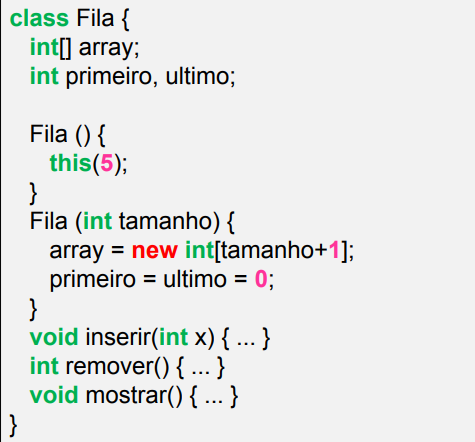 class Fila {
int[] array;
int primeiro, ultimo;
Fila () {
this(5);
}
Fila (int tamanho) {
array = new int[tamanho+1];
primeiro = ultimo = 0;
}
void inserir(int x) { ... }
int remover() { ... }
void mostrar() { ... }
}